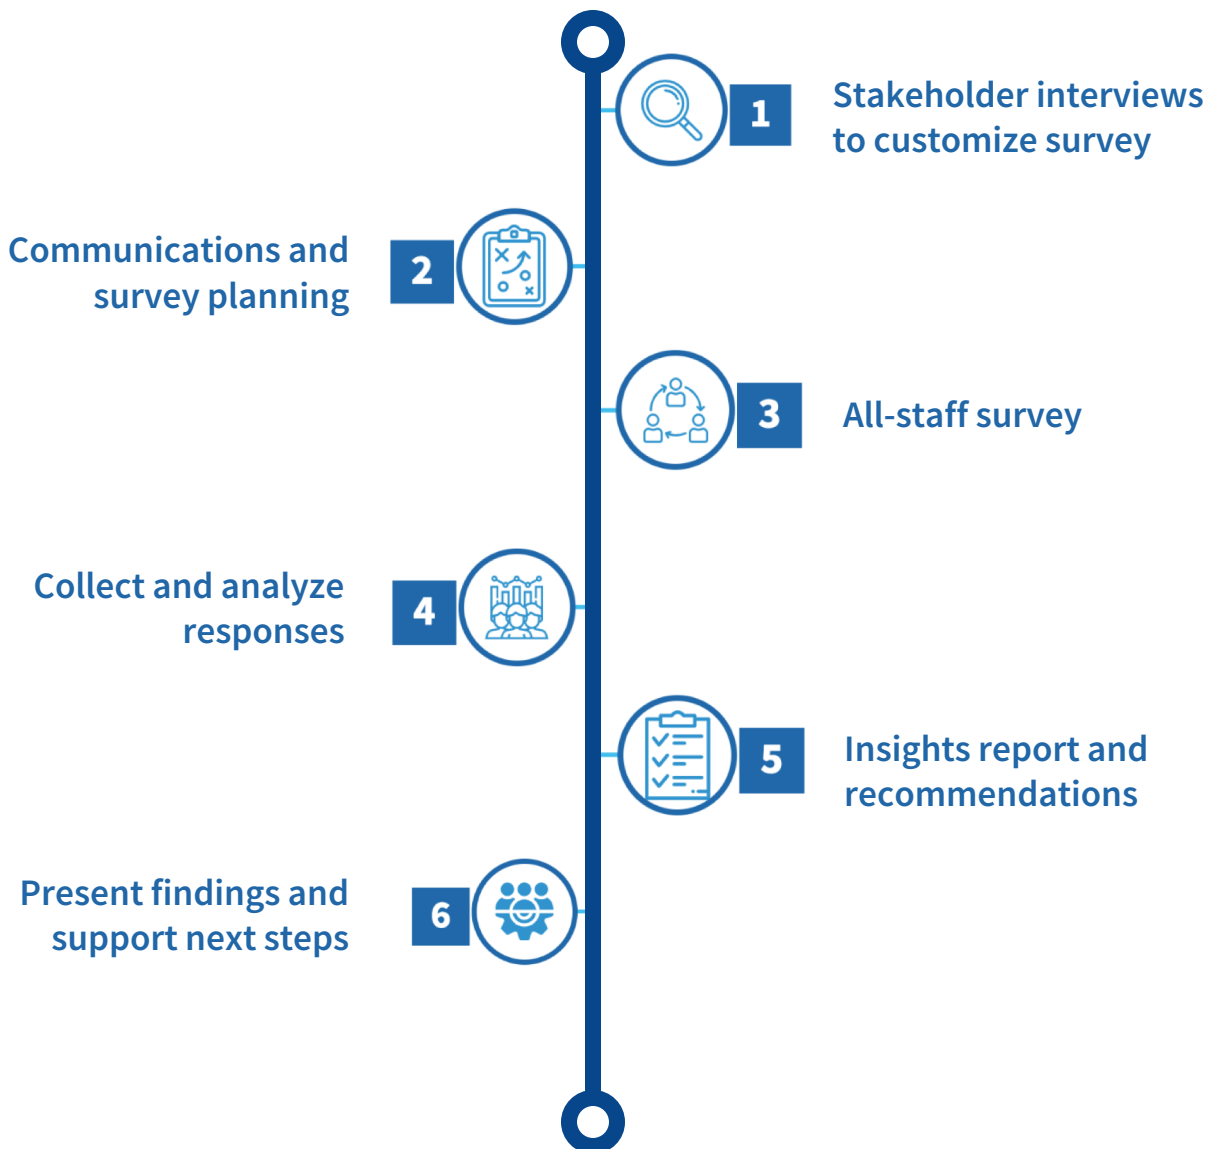 1
Stakeholder interviews
to customize survey
2
Communications and
survey planning
3
All-staff survey
4
Collect and analyze
responses
5
Insights report and
recommendations
6
Present findings and
support next steps